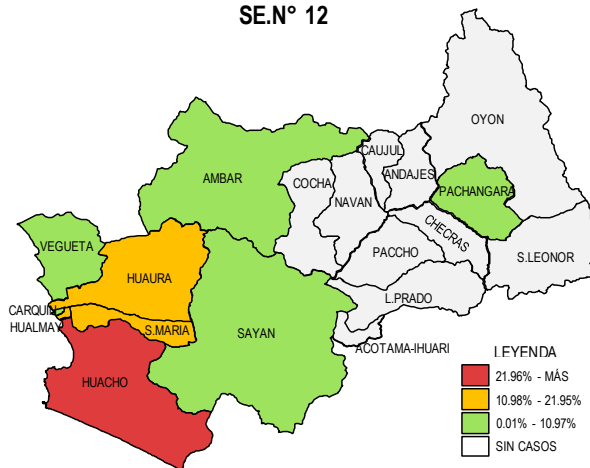 SE.N° 12
OYON
CAUJUL
ANDAJES
AMBAR
COCHA
NAVAN
PACHANGARA
CHECRAS
VEGUETA
PACCHO
S.LEONOR
HUAURA
L.PRADO
CARQUIN
HUALMAY
S.MARIA
SAYAN
ACOTAMA-IHUARI
HUACHO
LEYENDA
21.96% - MÁS
10.98% - 21.95%
0.01% - 10.97%
SIN CASOS